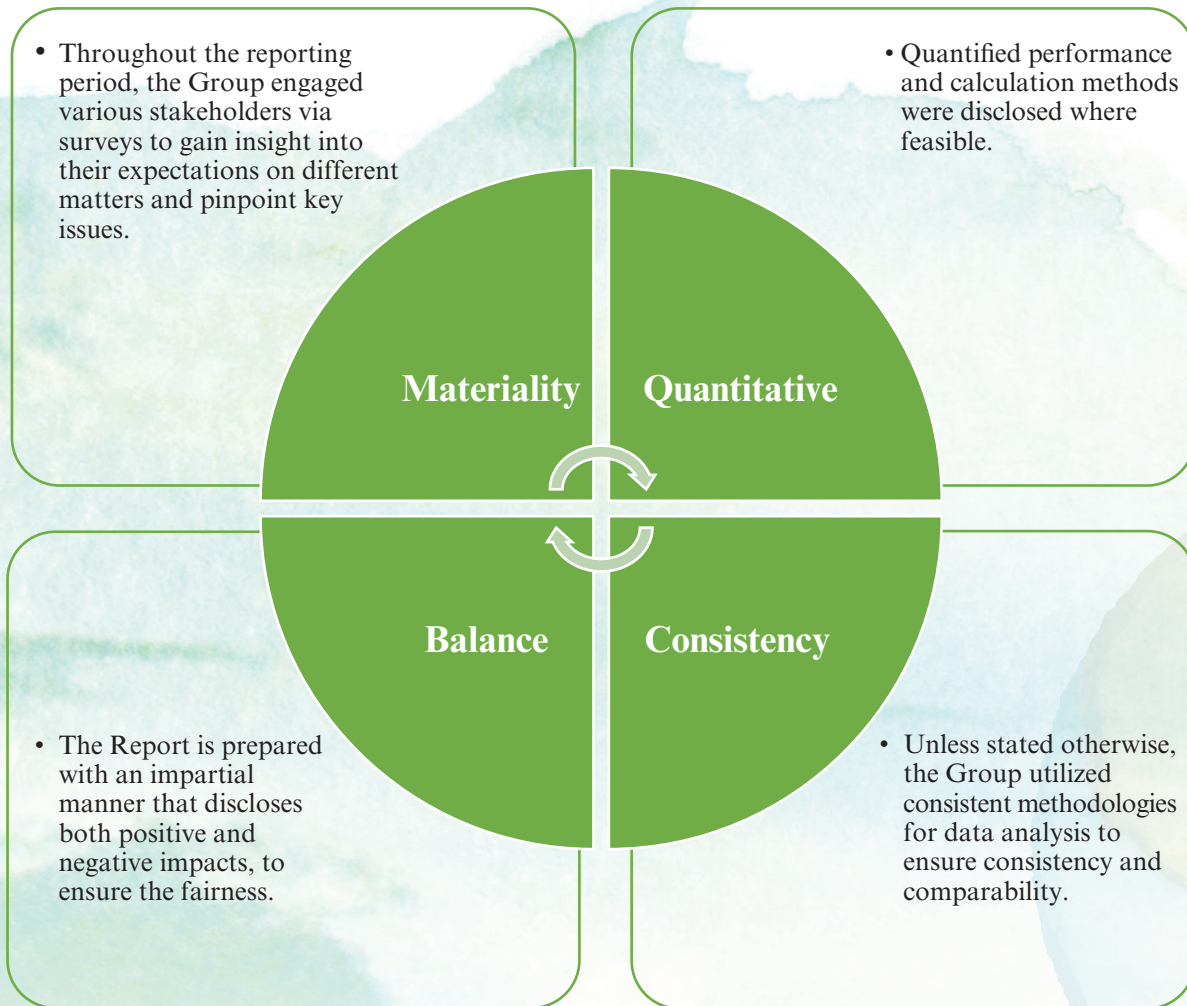 • Throughout the reporting
period, the Group engaged
various stakeholders via
surveys to gain insight into
their expectations on different
matters and pinpoint key
issues.
• Quantified performance
and calculation methods
were disclosed where
feasible.
Materiality
Quantitative
Balance
Consistency
• The Report is prepared
with an impartial
manner that discloses
both positive and
negative impacts, to
ensure the fairness.
• Unless stated otherwise,
the Group utilized
consistent methodologies
for data analysis to
ensure consistency and
comparability.